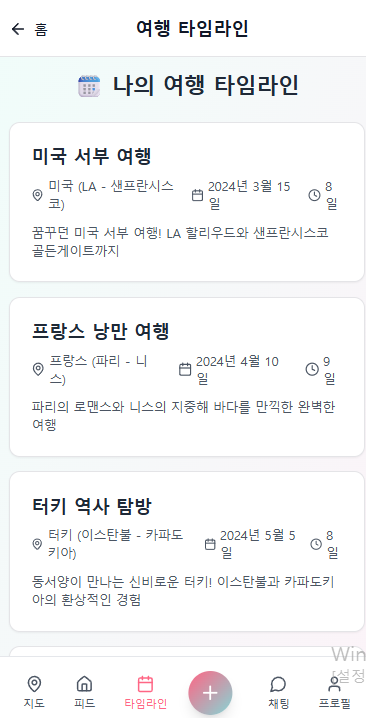 홈
여행 타임라인
나의 여행 타임라인
미국 서부 여행
미국 (LA - 샌프란시스
코)
2024년 3월 15
일
8
일
꿈꾸던 미국 서부 여행! LA 할리우드와 샌프란시스코
골든게이트까지
프랑스 낭만 여행
프랑스 (파리 - 니
스)
2024년 4월 10
일
9
일
파리의 로맨스와 니스의 지중해 바다를 만끽한 완벽한
여행
터키 역사 탐방
터키 (이스탄불 - 카파도
키아)
2024년 5월 5
일
8
일
동서양이 만나는 신비로운 터키! 이스탄불과 카파도키
아의 환상적인 경험
Win
[설정
지도
피드
타임라인
채팅
프로필